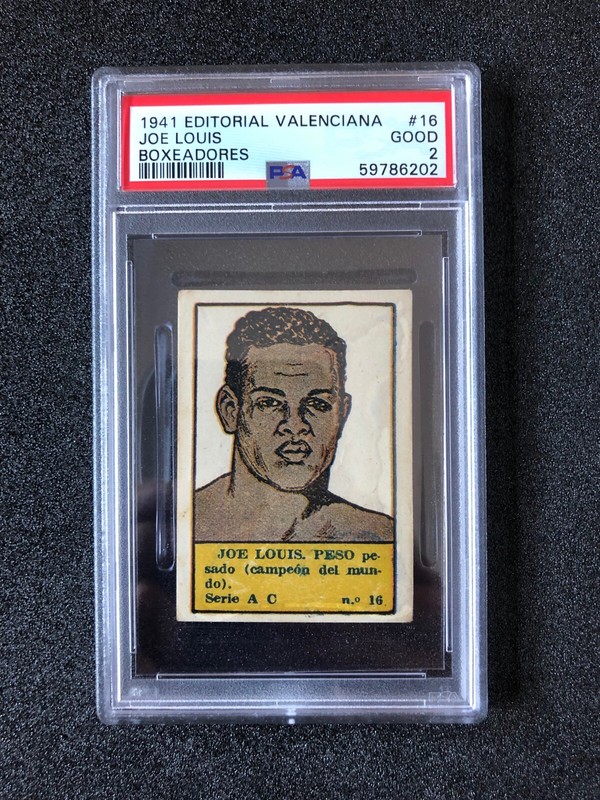 1941 EDITORIAL VALENCIANA #16
JOE LOUIS GOOD
BOXEADORES 2
PSA 59786202
JOE LOUIS. PESO pe-
sado (campeón del mun-
do).
Serie A C n.º 16